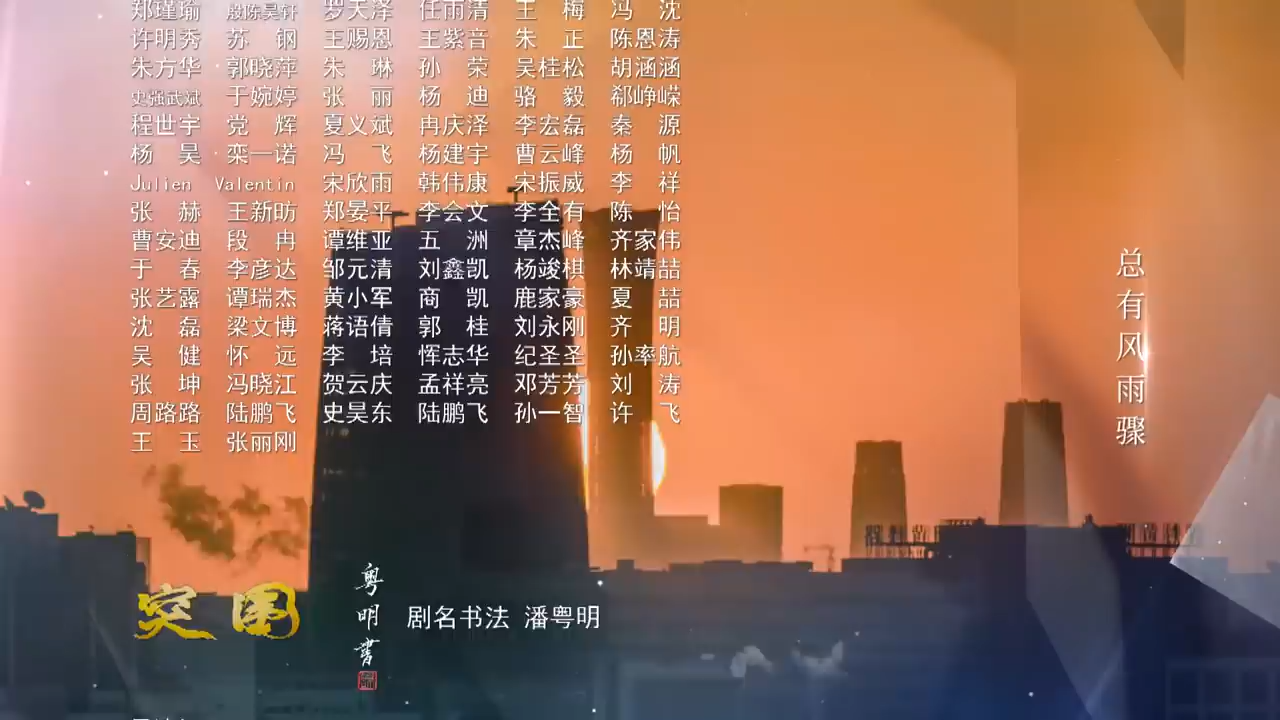 郑瑾瑜 殷陈昊轩 罗天泽 任雨清 王梅 冯沈
许明秀 苏钢 王赐恩 王紫音 朱正 陈恩涛
朱方华 郭晓萍 朱琳 孙荣 吴桂松 胡涵涵
史强武斌 于婉婷 张丽 杨迪 骆毅 郗峥嵘
程世宇 党辉 夏义斌 冉庆泽 李宏磊 秦源
杨昊 栾一诺 冯飞 杨建宇 曹云峰 杨帆
Julien Valentin 宋欣雨 韩伟康 宋振威 李祥
张赫 王新昉 郑晏平 李会文 李全有 陈怡
曹安迪 段冉 谭维亚 五洲 章杰峰 齐家伟
于春 李彦达 邹元清 刘鑫凯 杨竣棋 林靖喆
张艺露 谭瑞杰 黄小军 商凯 鹿家豪 夏喆
沈磊 梁文博 蒋语倩 郭桂 刘永刚 齐明
吴健 怀远 李培 恽志华 纪圣圣 孙率航
张坤 冯晓江 贺云庆 孟祥亮 邓芳芳 刘涛
周路路 陆鹏飞 史昊东 陆鹏飞 孙一智 许飞
王玉 张丽刚
总有风雨骤
突围
粤明书
剧名书法 潘粤明